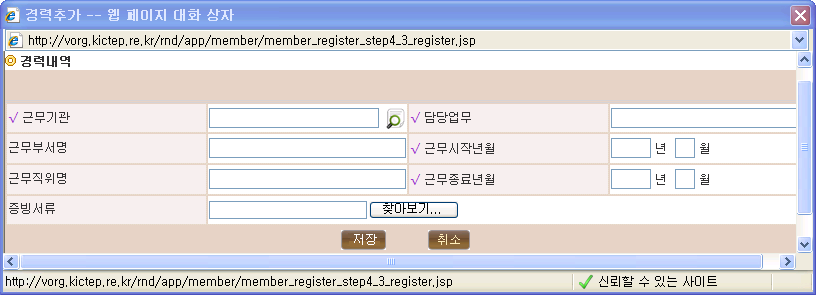 경력추가 -- 웹 페이지 대화 상자
http://vorg.kictep.re.kr/rnd/app/member/member_register_step4_3_register.jsp
경력내역
√ 근무기관 √ 담당업무
근무부서명 √ 근무시작년월 년 월
근무직위명 √ 근무종료년월 년 월
증빙서류 찾아보기...
저장 취소
http://vorg.kictep.re.kr/rnd/app/member/member_register_step4_3_register.jsp 신뢰할 수 있는 사이트